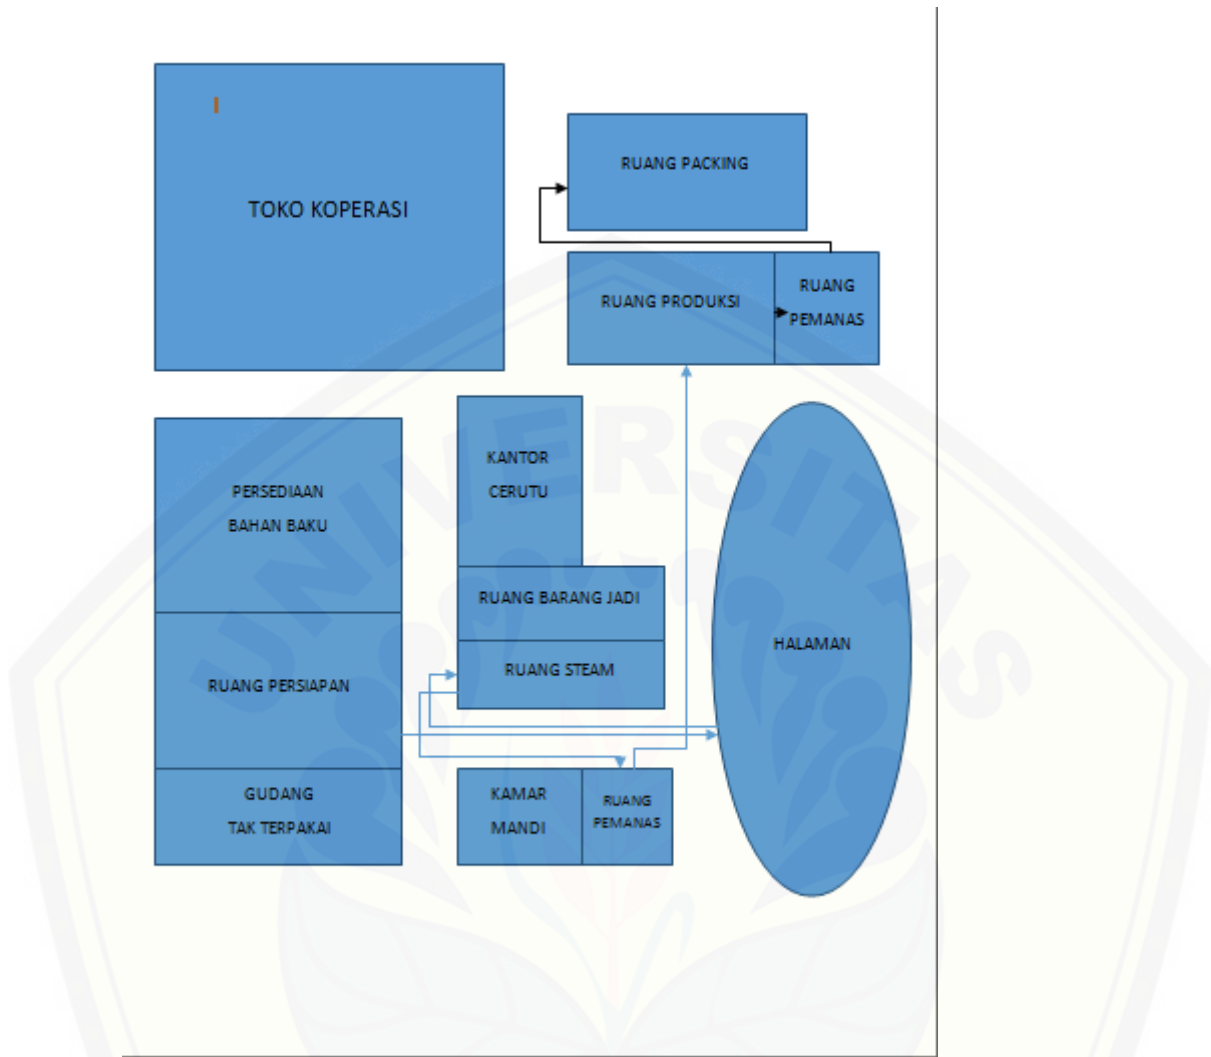 TOKO KOPERASI
RUANG PACKING
RUANG PRODUKSI
RUANG
PEMANAS
PERSEDIAAN
BAHAN BAKU
RUANG PERSIAPAN
GUDANG
TAK TERPAKAI
KANTOR
CERUTU
RUANG BARANG JADI
RUANG STEAM
KAMAR
MANDI
RUANG
PEMANAS
HALAMAN
UNIVERSITAS